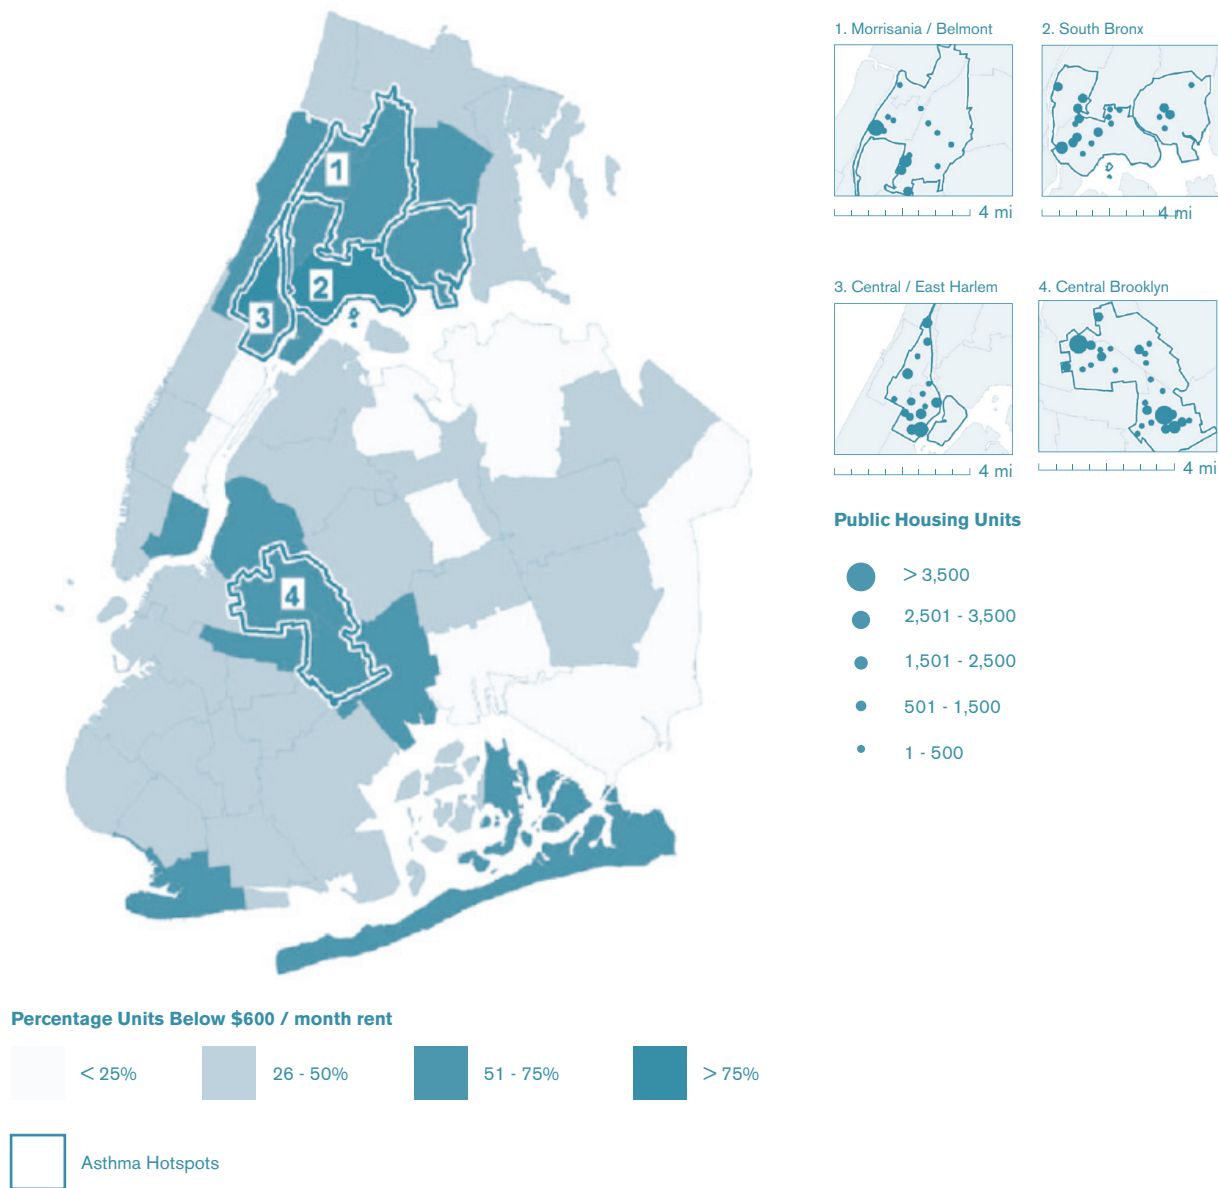 1. Morrisania / Belmont
2. South Bronx
4 mi
4 mi
1
2
3
4
3. Central / East Harlem
4. Central Brooklyn
4 mi
4 mi
Public Housing Units
> 3,500
2,501 - 3,500
1,501 - 2,500
501 - 1,500
1 - 500
Percentage Units Below $600 / month rent
< 25%
26 - 50%
51 - 75%
> 75%
Asthma Hotspots